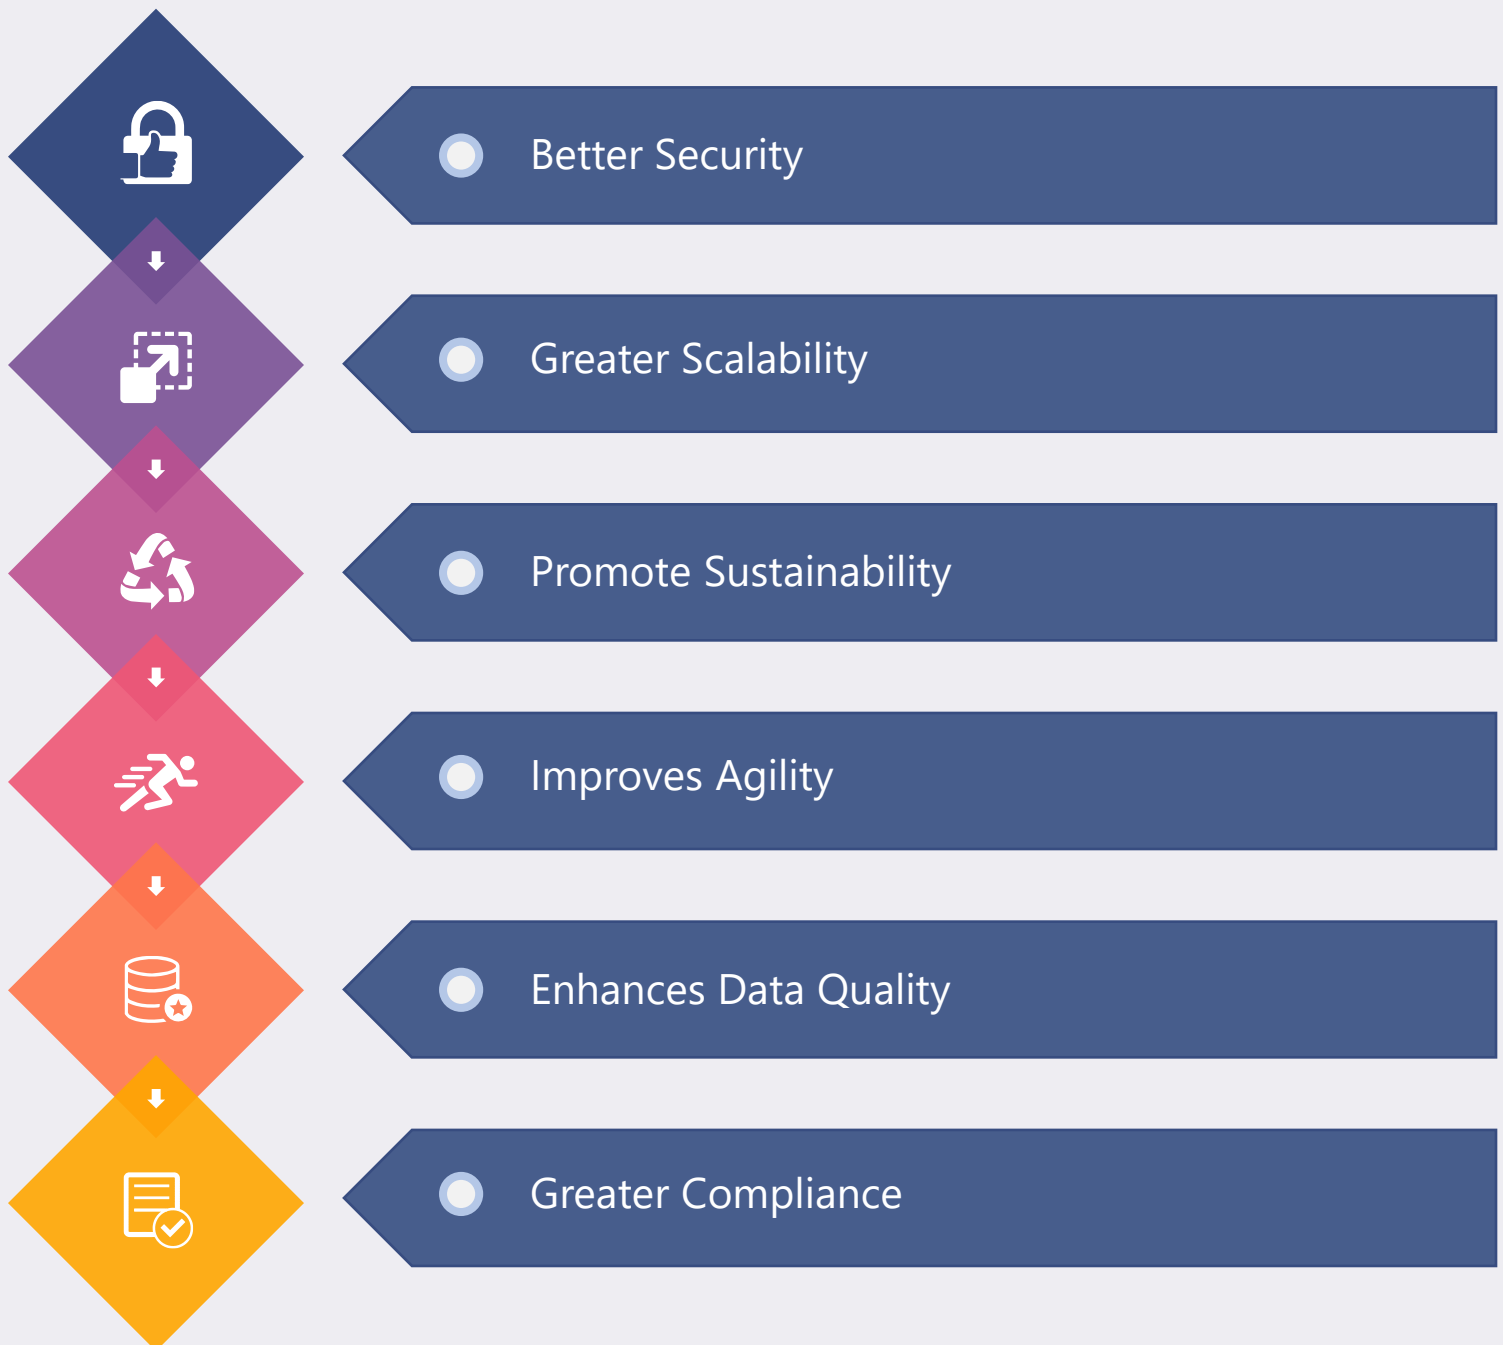 Better Security
Greater Scalability
Promote Sustainability
Improves Agility
Enhances Data Quality
Greater Compliance